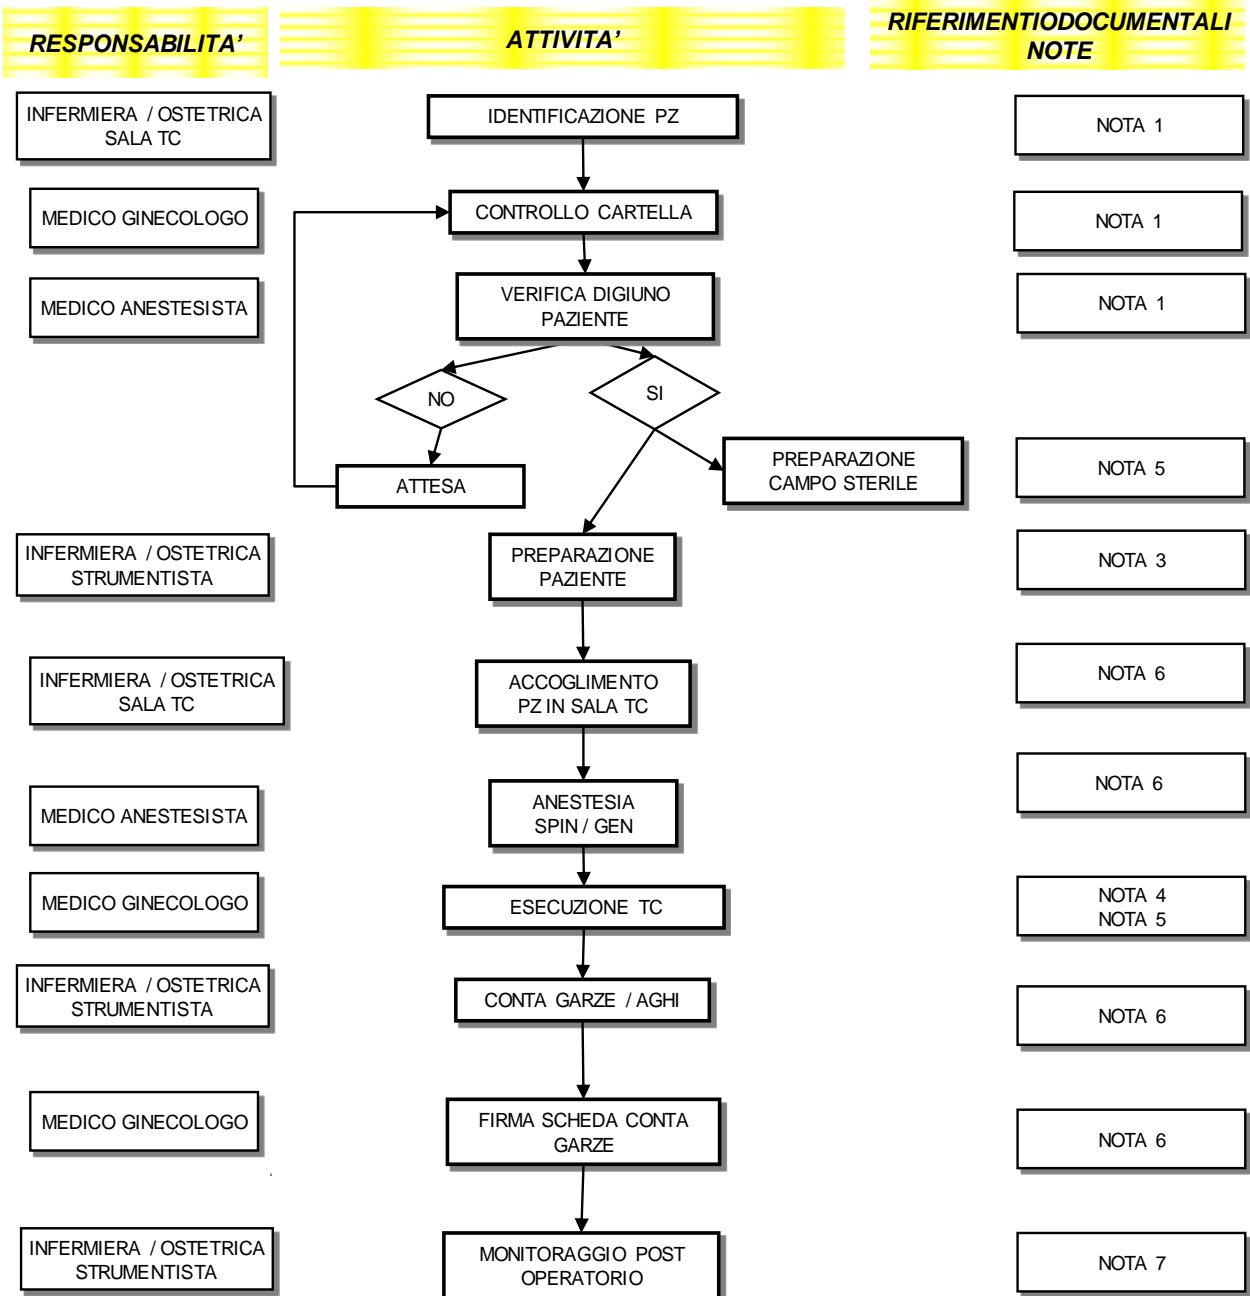 RESPONSABILITA’
ATTIVITA’
RIFERIMENTIODOCUMENTALI
NOTE
INFERMIERA / OSTETRICA
SALA TC
IDENTIFICAZIONE PZ
NOTA 1
MEDICO GINECOLOGO
CONTROLLO CARTELLA
NOTA 1
MEDICO ANESTESISTA
VERIFICA DIGIUNO
PAZIENTE
NOTA 1
NO
SI
ATTESA
PREPARAZIONE
CAMPO STERILE
NOTA 5
INFERMIERA / OSTETRICA
STRUMENTISTA
PREPARAZIONE
PAZIENTE
NOTA 3
INFERMIERA / OSTETRICA
SALA TC
ACCOGLIMENTO
PZ IN SALA TC
NOTA 6
MEDICO ANESTESISTA
ANESTESIA
SPIN / GEN
NOTA 6
MEDICO GINECOLOGO
ESECUZIONE TC
NOTA 4
NOTA 5
INFERMIERA / OSTETRICA
STRUMENTISTA
CONTA GARZE / AGHI
NOTA 6
MEDICO GINECOLOGO
FIRMA SCHEDA CONTA
GARZE
NOTA 6
INFERMIERA / OSTETRICA
STRUMENTISTA
MONITORAGGIO POST
OPERATORIO
NOTA 7